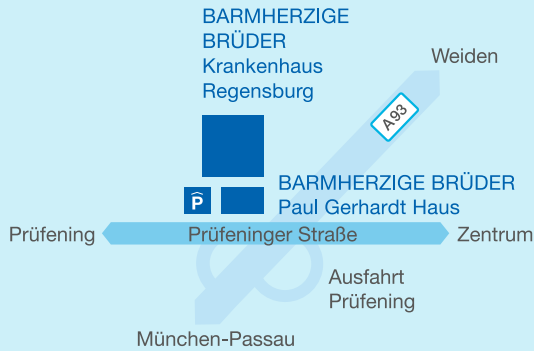 BARMHERZIGE
BRÜDER
Krankenhaus
Regensburg
Weiden
A93
P
BARMHERZIGE BRÜDER
Paul Gerhardt Haus
Prüfening
Prüfeninger Straße
Zentrum
Ausfahrt
Prüfening
München-Passau